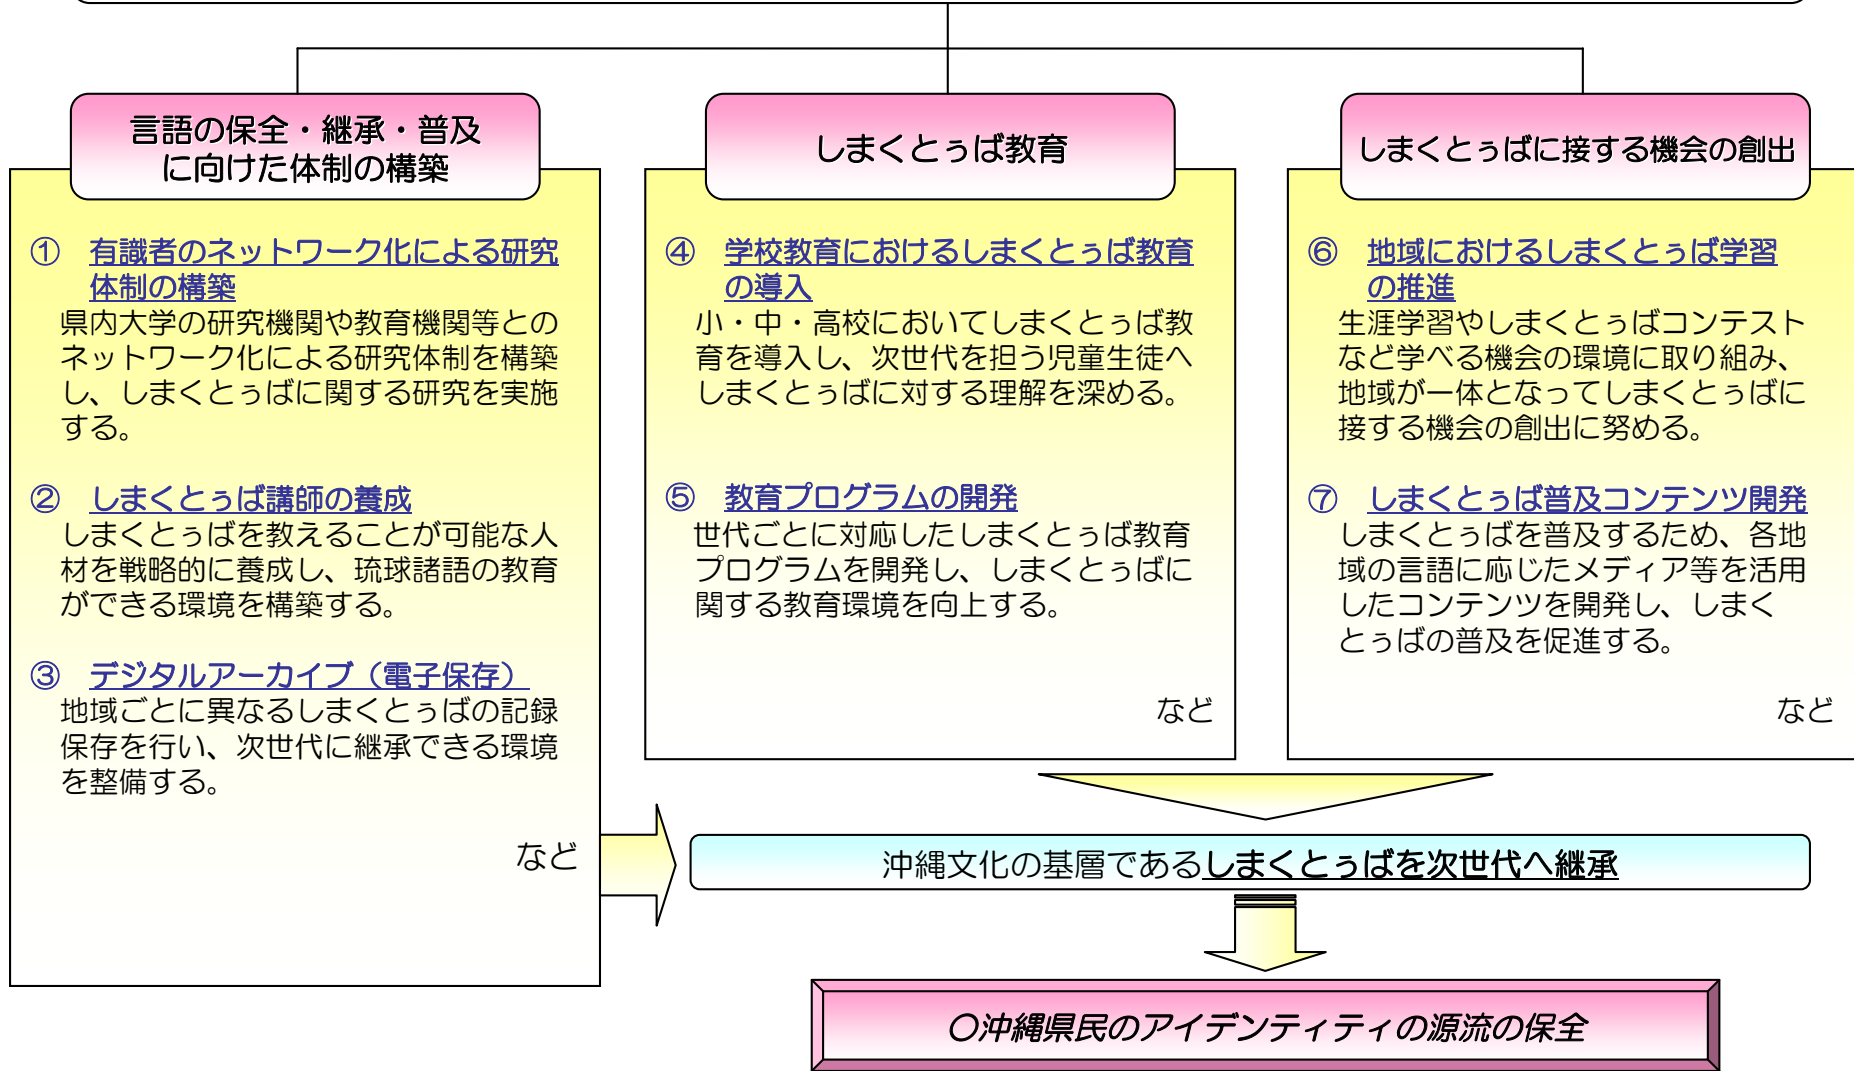 言語の保全・継承・普及
に向けた体制の構築
① 有識者のネットワーク化による研究
体制の構築
県内大学の研究機関や教育機関等との
ネットワーク化による研究体制を構築
し、しまくとぅばに関する研究を実施
する。
② しまくとぅば講師の養成
しまくとぅばを教えることが可能な人
材を戦略的に養成し、琉球諸語の教育
ができる環境を構築する。
③ デジタルアーカイブ（電子保存）
地域ごとに異なるしまくとぅばの記録
保存を行い、次世代に継承できる環境
を整備する。
など
しまくとぅば教育
④ 学校教育におけるしまくとぅば教育
の導入
小・中・高校においてしまくとぅば教
育を導入し、次世代を担う児童生徒へ
しまくとぅばに対する理解を深める。
⑤ 教育プログラムの開発
世代ごとに対応したしまくとぅば教育
プログラムを開発し、しまくとぅばに
関する教育環境を向上する。
など
しまくとぅばに接する機会の創出
⑥ 地域におけるしまくとぅば学習
の推進
生涯学習やしまくとぅばコンテスト
など学べる機会の環境に取り組み、
地域が一体となってしまくとぅばに
接する機会の創出に努める。
⑦ しまくとぅば普及コンテンツ開発
しまくとぅばを普及するため、各地
域の言語に応じたメディア等を活用
したコンテンツを開発し、しまく
とぅばの普及を促進する。
など
沖縄文化の基層であるしまくとぅばを次世代へ継承
○沖縄県民のアイデンティティの源流の保全